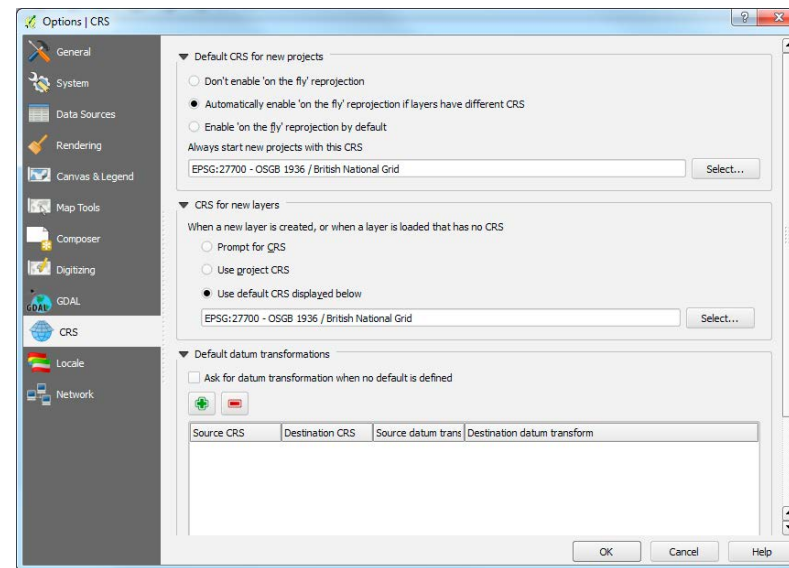 Options | CRS
General
System
Data Sources
Rendering
Canvas & Legend
Map Tools
Composer
Digitizing
GDAL
GDAL
CRS
Locale
Network
Default CRS for new projects
Don't enable 'on the fly' reprojection
Automatically enable 'on the fly' reprojection if layers have different CRS
Enable 'on the fly' reprojection by default
Always start new projects with this CRS
EPSG:27700 - OSGB 1936 / British National Grid
Select...
CRS for new layers
When a new layer is created, or when a layer is loaded that has no CRS
Prompt for CRS
Use project CRS
Use default CRS displayed below
EPSG:27700 - OSGB 1936 / British National Grid
Select...
Default datum transformations
Ask for datum transformation when no default is defined
Source CRS Destination CRS Source datum trans Destination datum transform
OK Cancel Help